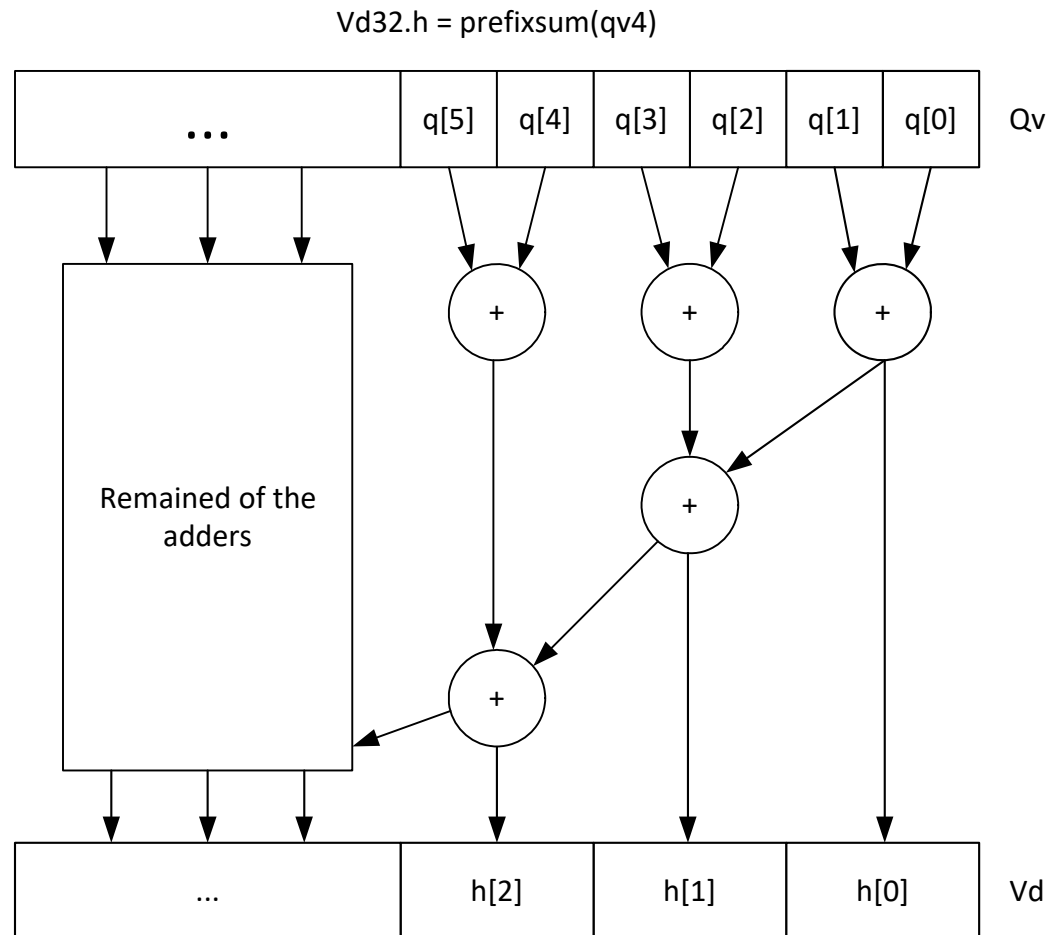 Vd32.h = prefixsum(qv4)
... q[5] q[4] q[3] q[2] q[1] q[0] Qv
+ + +
Remained of the
adders
+
+
... h[2] h[1] h[0] Vd